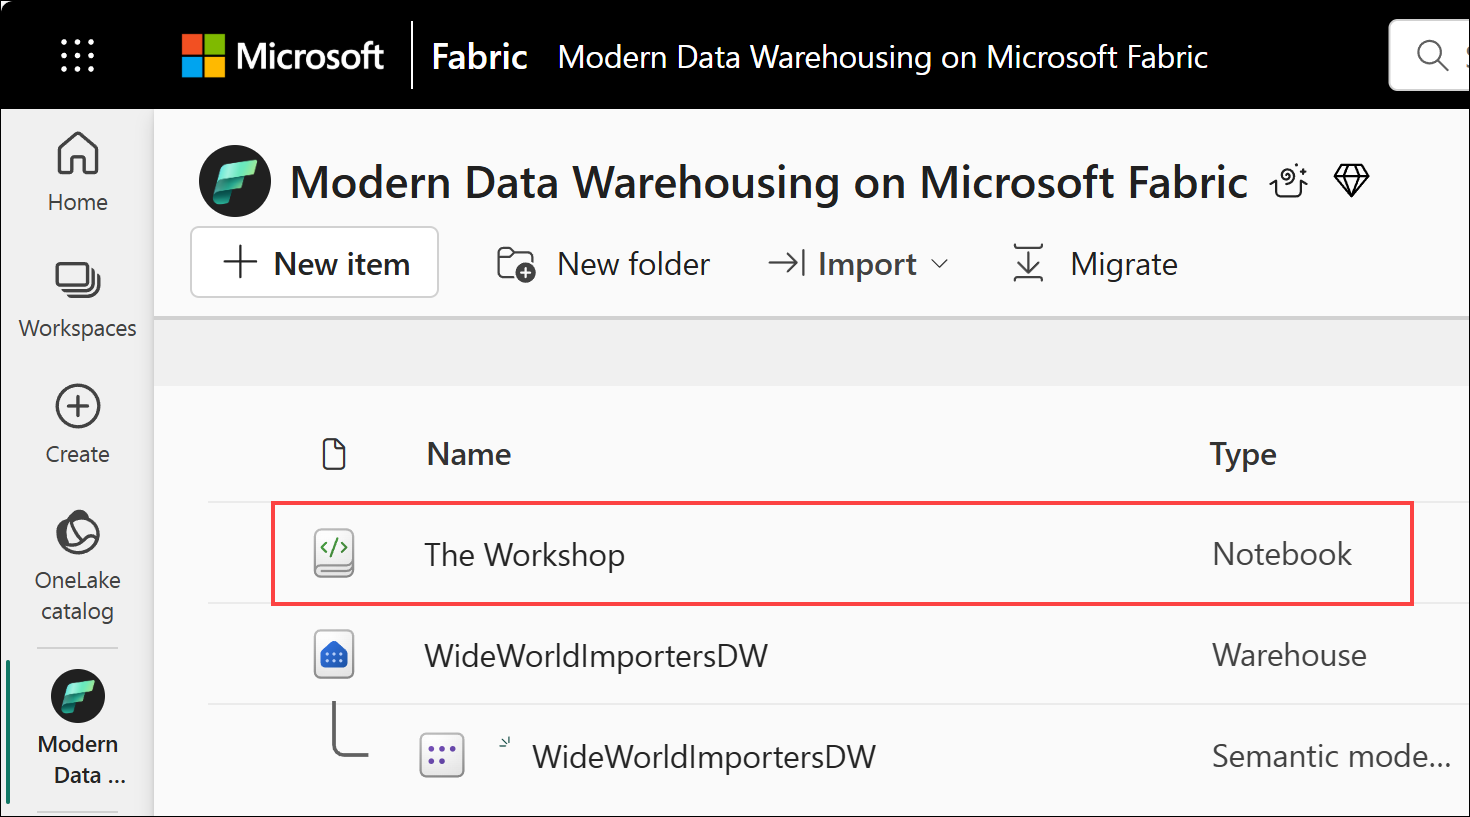 Microsoft Fabric Modern Data Warehousing on Microsoft Fabric
Home
Workspaces
Create
OneLake
catalog
Modern
Data ...
Modern Data Warehousing on Microsoft Fabric
New item New folder Import Migrate
Name Type
The Workshop Notebook
WideWorldImportersDW Warehouse
WideWorldImportersDW Semantic mode...